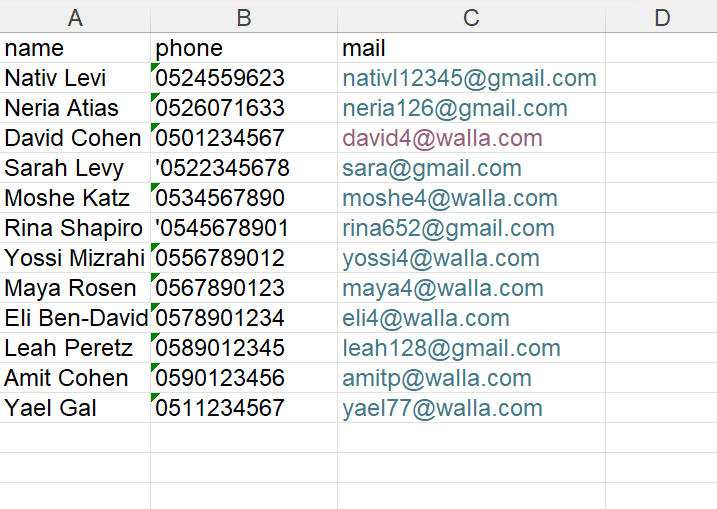 A B C D
name phone mail
Nativ Levi 0524559623 nativl12345@gmail.com
Neria Atias 0526071633 neria126@gmail.com
David Cohen 0501234567 david4@walla.com
Sarah Levy '0522345678 sara@gmail.com
Moshe Katz 0534567890 moshe4@walla.com
Rina Shapiro '0545678901 rina652@gmail.com
Yossi Mizrahi 0556789012 yossi4@walla.com
Maya Rosen 0567890123 maya4@walla.com
Eli Ben-David 0578901234 eli4@walla.com
Leah Peretz 0589012345 leah128@gmail.com
Amit Cohen 0590123456 amitp@walla.com
Yael Gal 0511234567 yael77@walla.com